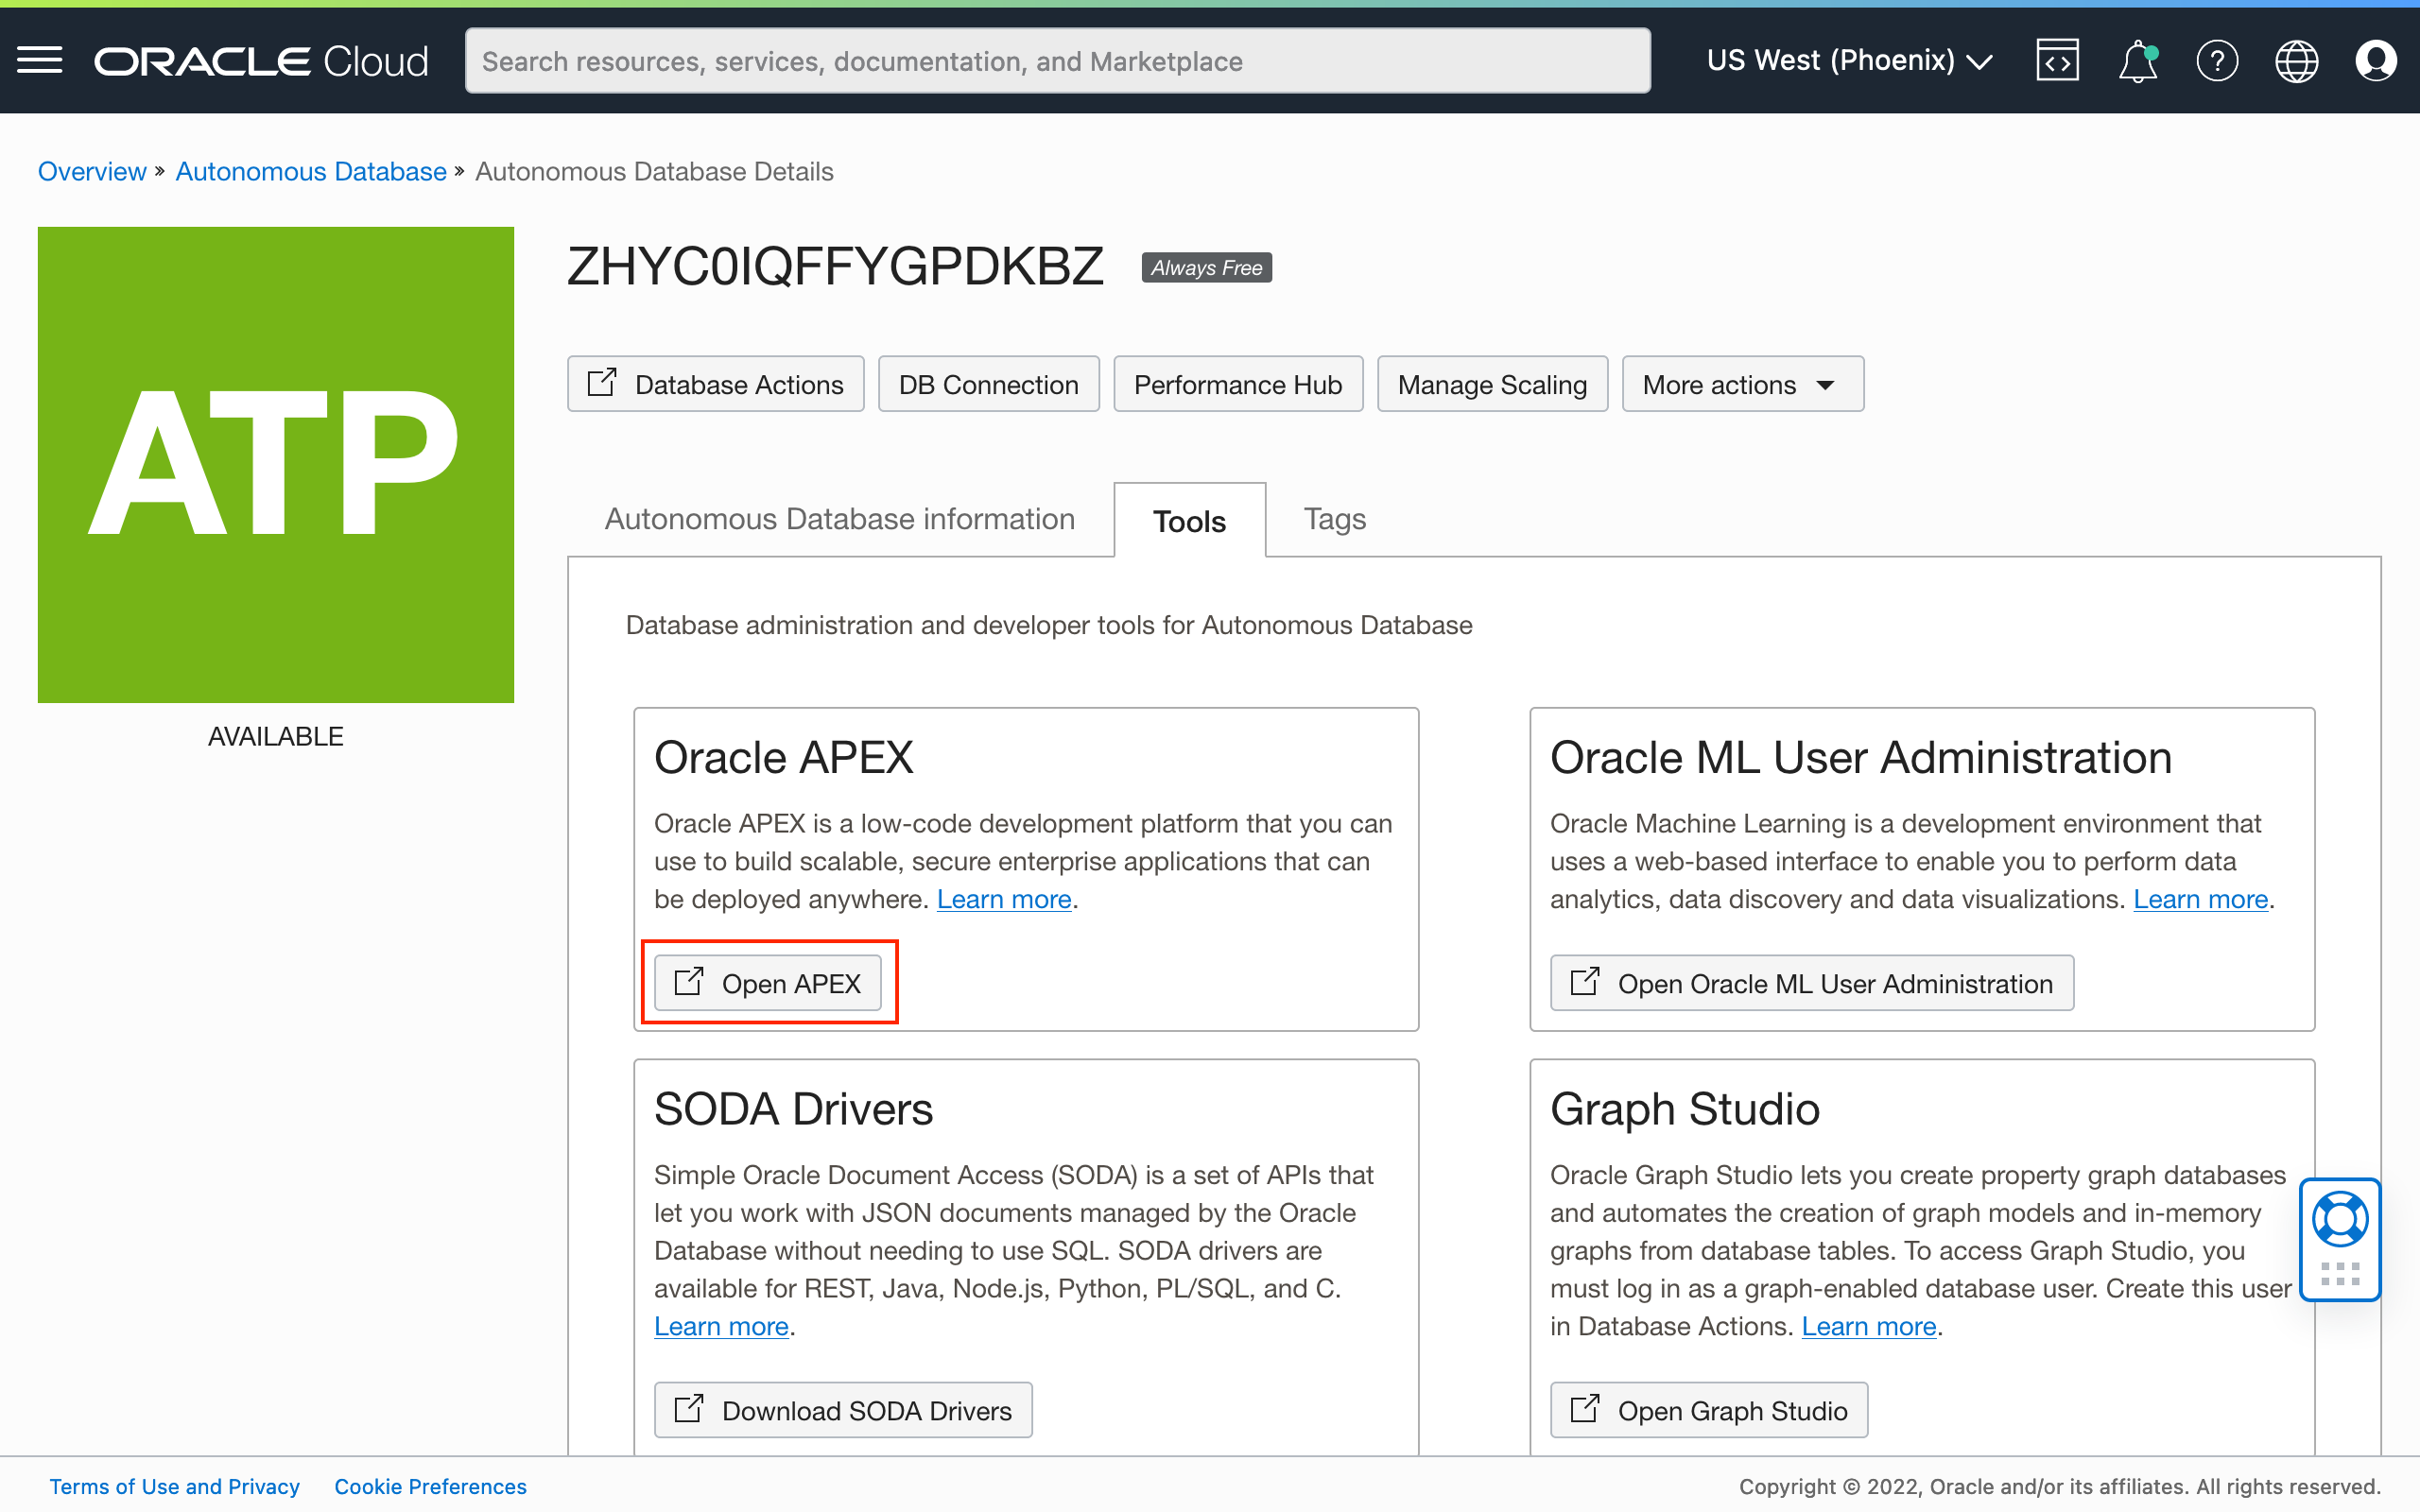 ORACLE Cloud
Search resources, services, documentation, and Marketplace
US West (Phoenix)
Overview » Autonomous Database » Autonomous Database Details
ATP
AVAILABLE
ZHYC0IQFFYGPDKBZ
Always Free
Database Actions
DB Connection
Performance Hub
Manage Scaling
More actions
Autonomous Database information
Tools
Tags
Database administration and developer tools for Autonomous Database
Oracle APEX
Oracle APEX is a low-code development platform that you can
use to build scalable, secure enterprise applications that can
be deployed anywhere. Learn more.
Open APEX
Oracle ML User Administration
Oracle Machine Learning is a development environment that
uses a web-based interface to enable you to perform data
analytics, data discovery and data visualizations. Learn more.
Open Oracle ML User Administration
SODA Drivers
Simple Oracle Document Access (SODA) is a set of APIs that
let you work with JSON documents managed by the Oracle
Database without needing to use SQL. SODA drivers are
available for REST, Java, Node.js, Python, PL/SQL, and C.
Learn more.
Download SODA Drivers
Graph Studio
Oracle Graph Studio lets you create property graph databases
and automates the creation of graph models and in-memory
graphs from database tables. To access Graph Studio, you
must log in as a graph-enabled database user. Create this user
in Database Actions. Learn more.
Open Graph Studio
Terms of Use and Privacy
Cookie Preferences
Copyright © 2022, Oracle and/or its affiliates. All rights reserved.